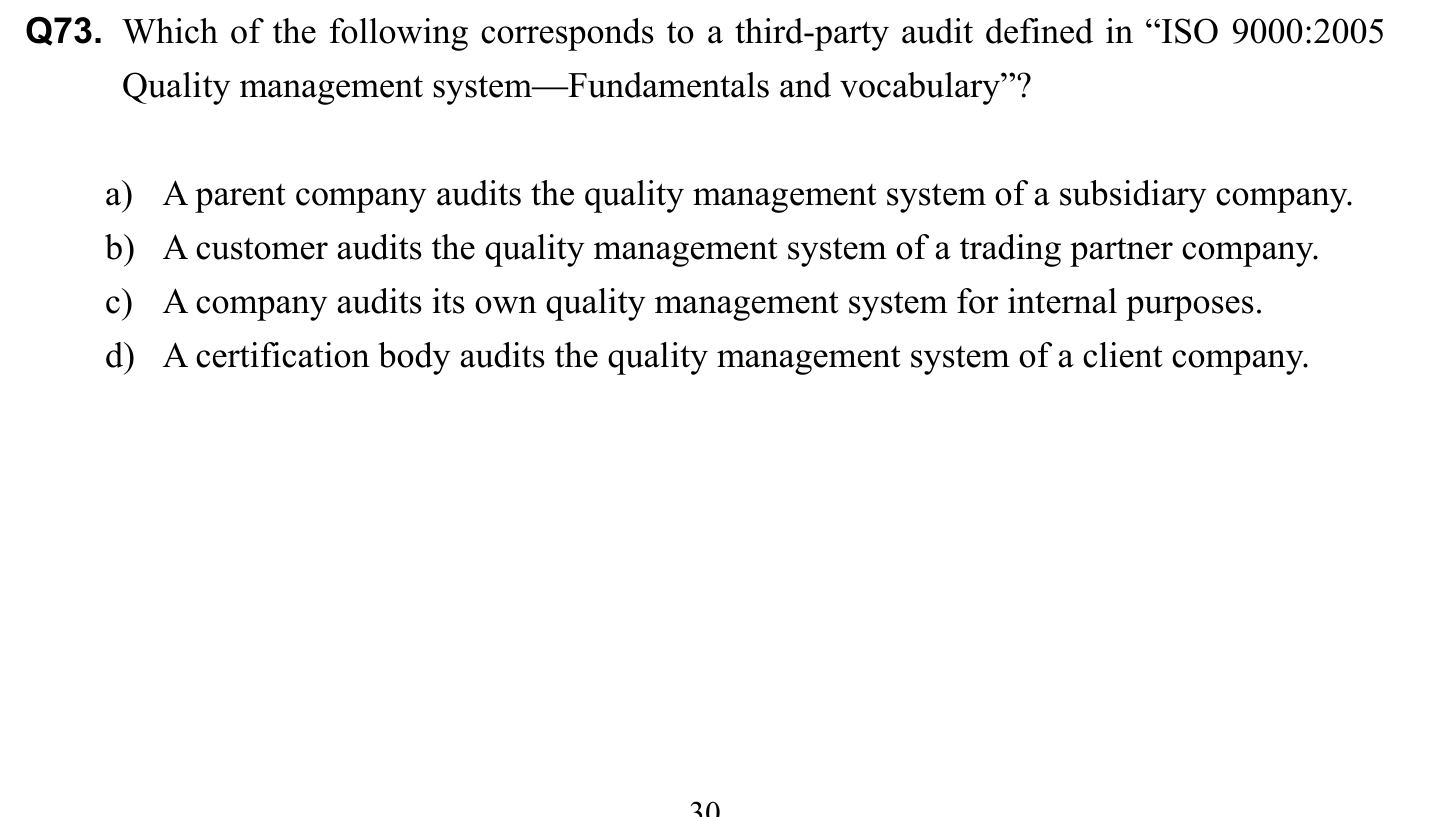 Q73. Which of the following corresponds to a third-party audit defined in “ISO 9000:2005
Quality management system—Fundamentals and vocabulary”?
a) A parent company audits the quality management system of a subsidiary company.
b) A customer audits the quality management system of a trading partner company.
c) A company audits its own quality management system for internal purposes.
d) A certification body audits the quality management system of a client company.
30